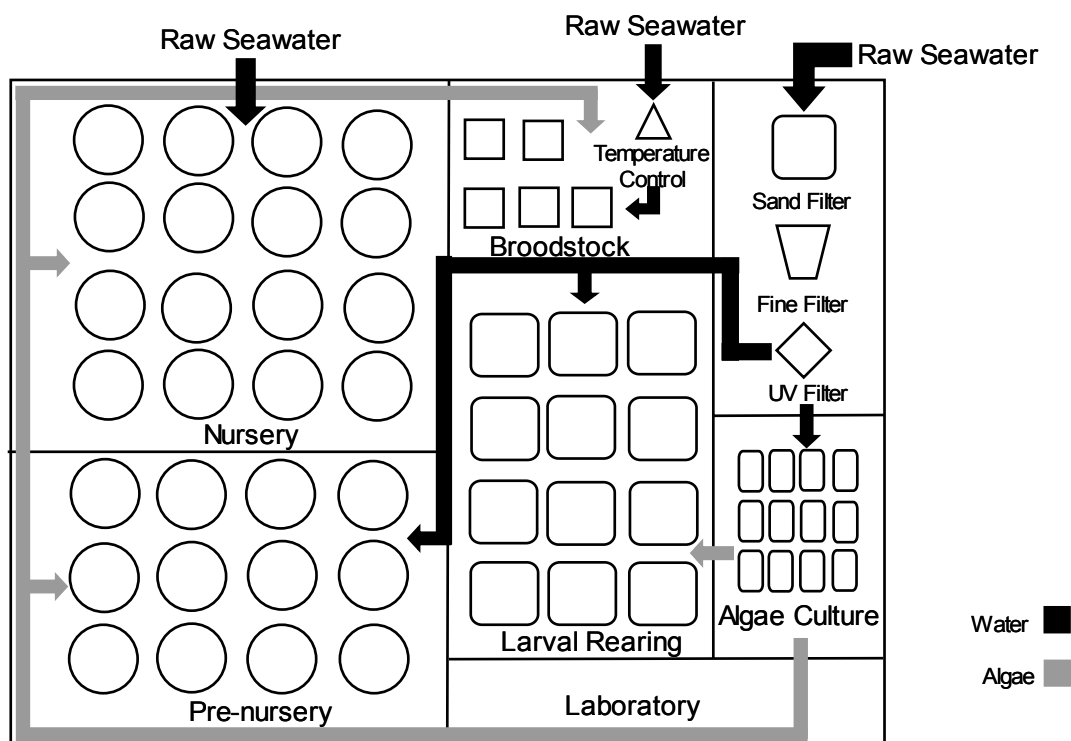 Raw Seawater
Raw Seawater
Raw Seawater
Temperature
Control
Sand Filter
Broodstock
Fine Filter
UV Filter
Nursery
Algae Culture
Water
Larval Rearing
Algae
Pre-nursery
Laboratory